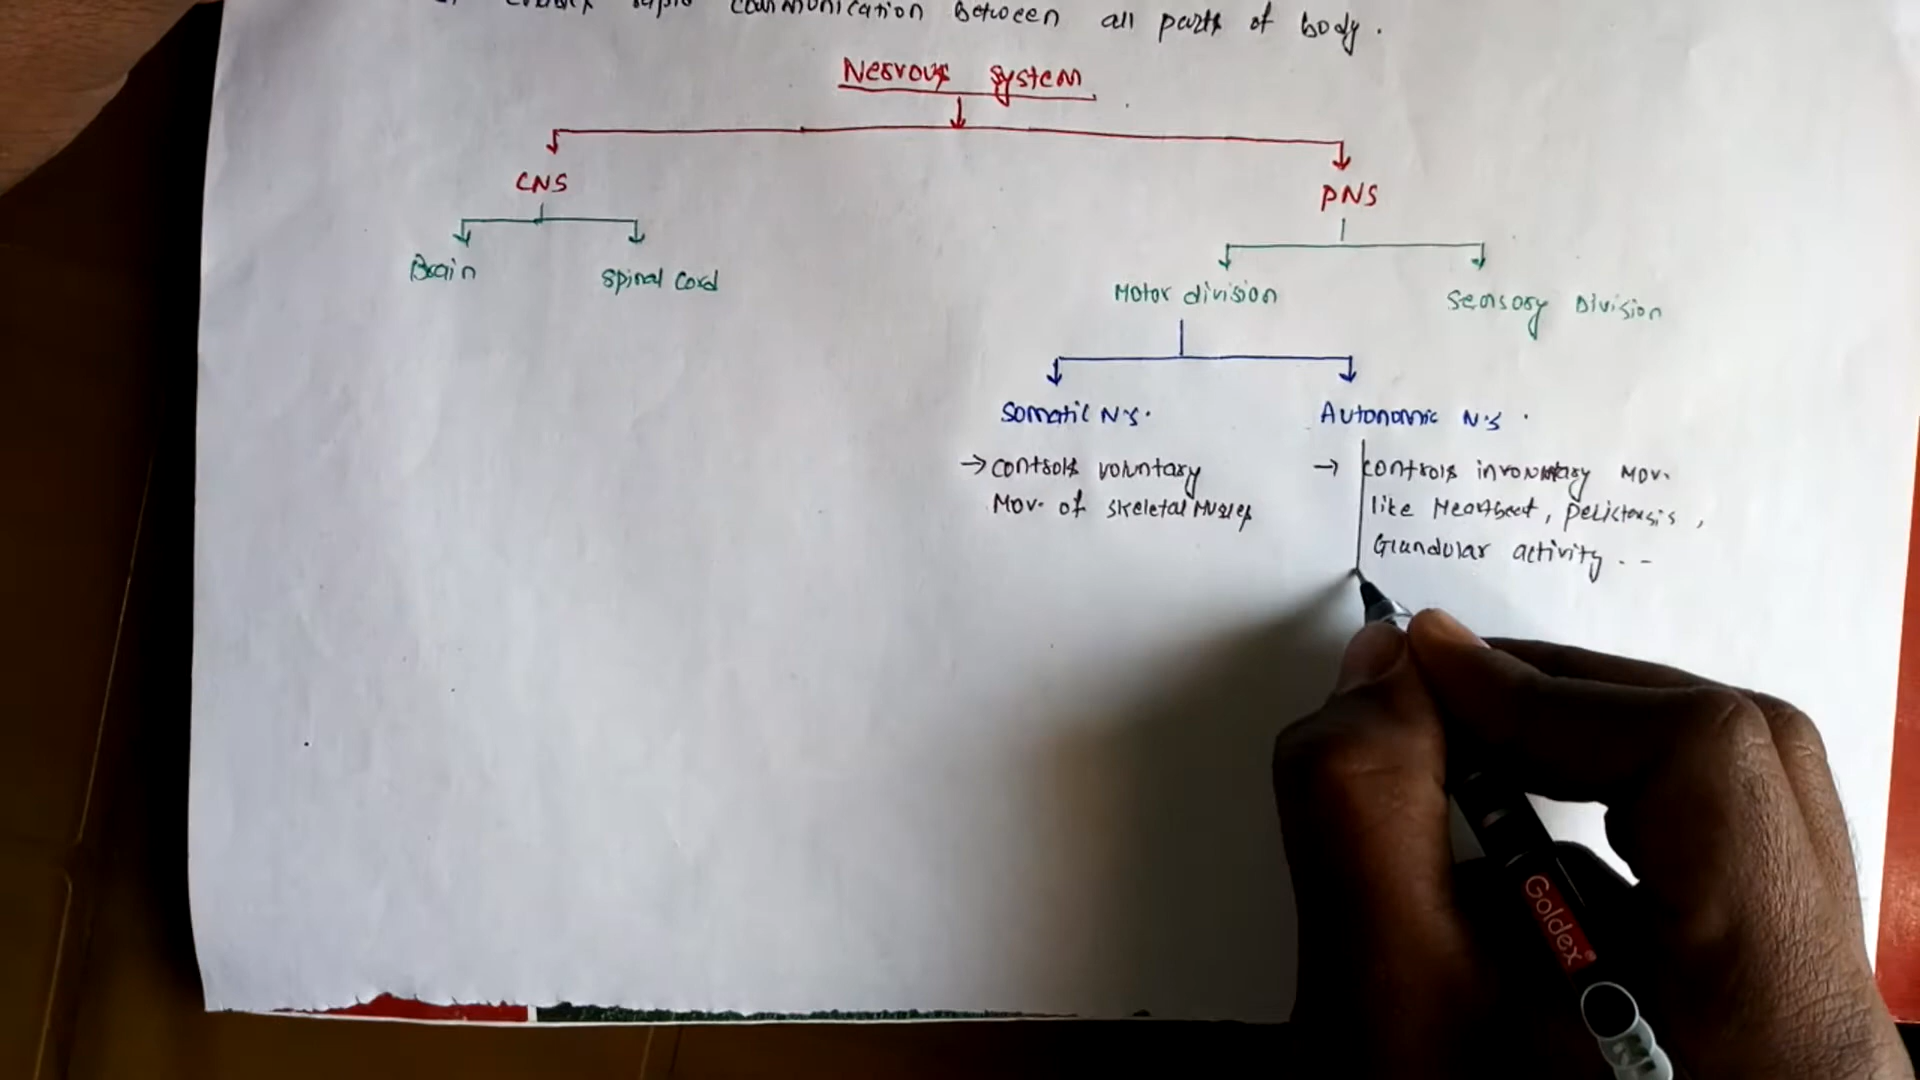 communication between all parts of body.
Nervous system
CNS
PNS
Brain
Spinal Cord
Motor division
Sensory Division
Somatic N.S.
Autonomic N.S.
→ controls voluntary
Mov. of skeletal Muscles
→ controls involuntary Mov.
like Heartbeat, Pelistarsis,
Glandular activity . -
Goldex®